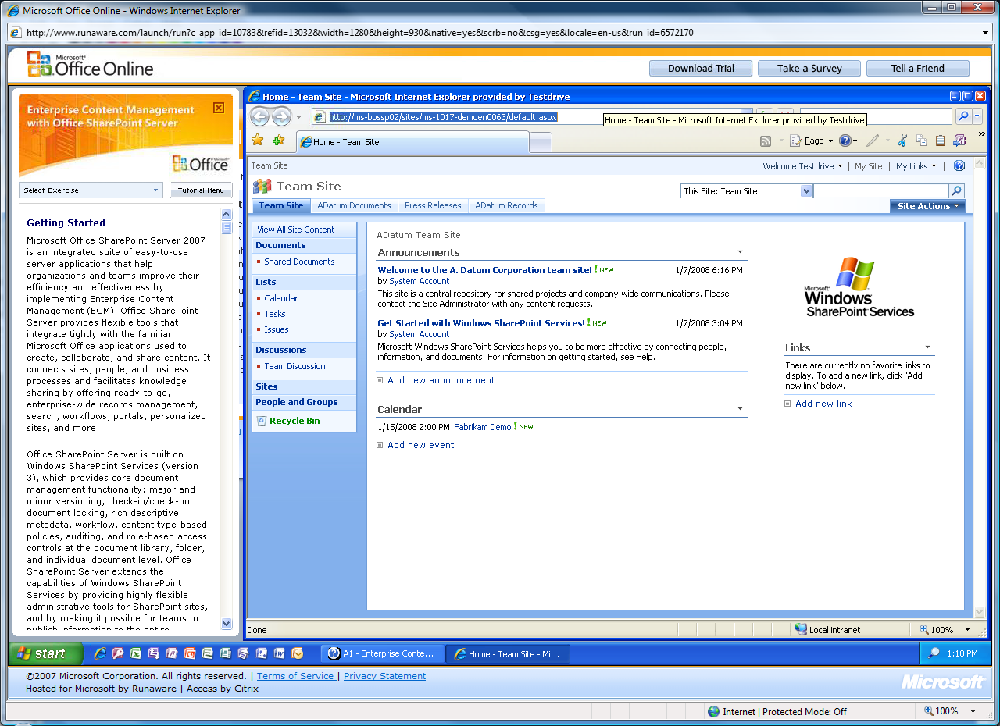 Microsoft Office Online - Windows Internet Explorer
http://www.runaware.com/launch/run?c_app_id=10783&refid=13032&width=1280&height=930&native=yes&scrb=no&csg=yes&locale=en-us&run_id=6572170
Microsoft®
Office Online
Download Trial
Take a Survey
Tell a Friend
Enterprise Content Management
with Office SharePoint Server
Office
Select Exercise
Tutorial Menu
Getting Started
Microsoft Office SharePoint Server 2007
is an integrated suite of easy-to-use
server applications that help
organizations and teams improve their
efficiency and effectiveness by
implementing Enterprise Content
Management (ECM). Office SharePoint
Server provides flexible tools that
integrate tightly with the familiar
Microsoft Office applications used to
create, collaborate, and share content. It
connects sites, people, and business
processes and facilitates knowledge
sharing by offering ready-to-go,
enterprise-wide records management,
search, workflows, portals, personalized
sites, and more.
Office SharePoint Server is built on
Windows SharePoint Services (version
3), which provides core document
management functionality: major and
minor versioning, check-in/check-out
document locking, rich descriptive
metadata, workflow, content type-based
policies, auditing, and role-based access
controls at the document library, folder,
and individual document level. Office
SharePoint Server extends the
capabilities of Windows SharePoint
Services by providing highly flexible
administrative tools for SharePoint sites,
and by making it possible for teams to
publish information to the entire
Home - Team Site - Microsoft Internet Explorer provided by Testdrive
http://ms-bossp02/sites/ms-1017-demoen0063/default.aspx
Home - Team Site - Microsoft Internet Explorer provided by Testdrive
Home - Team Site
Page
Team Site
Welcome Testdrive | My Site | My Links |
Team Site
This Site: Team Site
Team Site
ADatum Documents
Press Releases
ADatum Records
Site Actions
View All Site Content
Documents
Shared Documents
Lists
Calendar
Tasks
Issues
Discussions
Team Discussion
Sites
People and Groups
Recycle Bin
ADatum Team Site
Announcements
Welcome to the A. Datum Corporation team site! ! NEW 1/7/2008 6:16 PM
by System Account
This site is a central repository for shared projects and company-wide communications. Please
contact the Site Administrator with any content requests.
Get Started with Windows SharePoint Services! ! NEW 1/7/2008 3:04 PM
by System Account
Microsoft Windows SharePoint Services helps you to be more effective by connecting people,
information, and documents. For information on getting started, see Help.
Add new announcement
Calendar
1/15/2008 2:00 PM Fabrikam Demo ! NEW
Add new event
Microsoft®
Windows
SharePoint Services
Links
There are currently no favorite links to
display. To add a new link, click "Add
new link" below.
Add new link
Done
Local intranet
100%
start
A1 - Enterprise Conte...
Home - Team Site - Mi...
1:18 PM
©2007 Microsoft Corporation. All rights reserved. | Terms of Service | Privacy Statement
Hosted for Microsoft by Runaware | Access by Citrix
Microsoft
Internet | Protected Mode: Off
100%